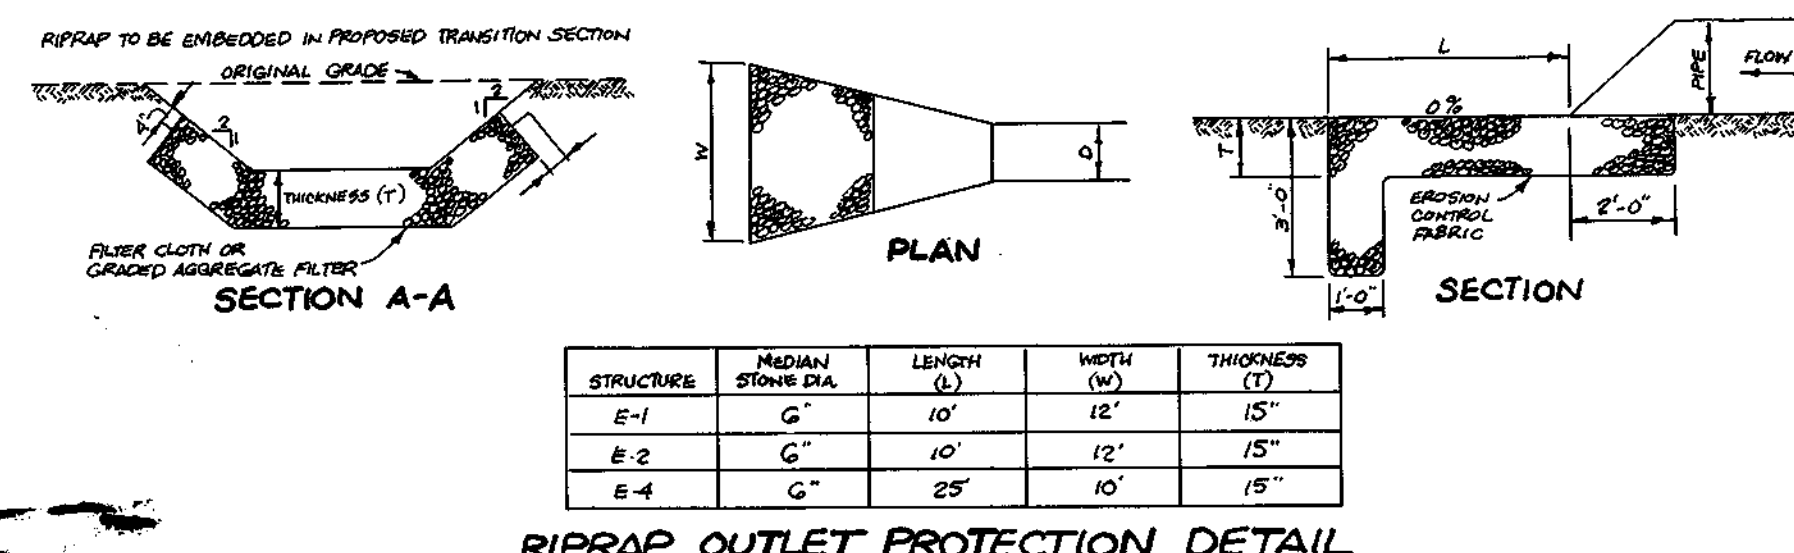 RIPRAP TO BE EMBEDDED IN PROPOSED TRANSITION SECTION
ORIGINAL GRADE
2
1
1
2
THICKNESS (T)
FILTER CLOTH OR
GRADED AGGREGATE FILTER
SECTION A-A
W
D
PLAN
L
PIPE
FLOW
0%
T
3'-0"
EROSION
CONTROL
FABRIC
2'-0"
1'-0"
SECTION
STRUCTURE
MEDIAN
STONE DIA.
LENGTH
(L)
WIDTH
(W)
THICKNESS
(T)
E-1 6" 10' 12' 15"
E-2 6" 10' 12' 15"
E-4 6" 25' 10' 15"
RIPRAP OUTLET PROTECTION DETAIL